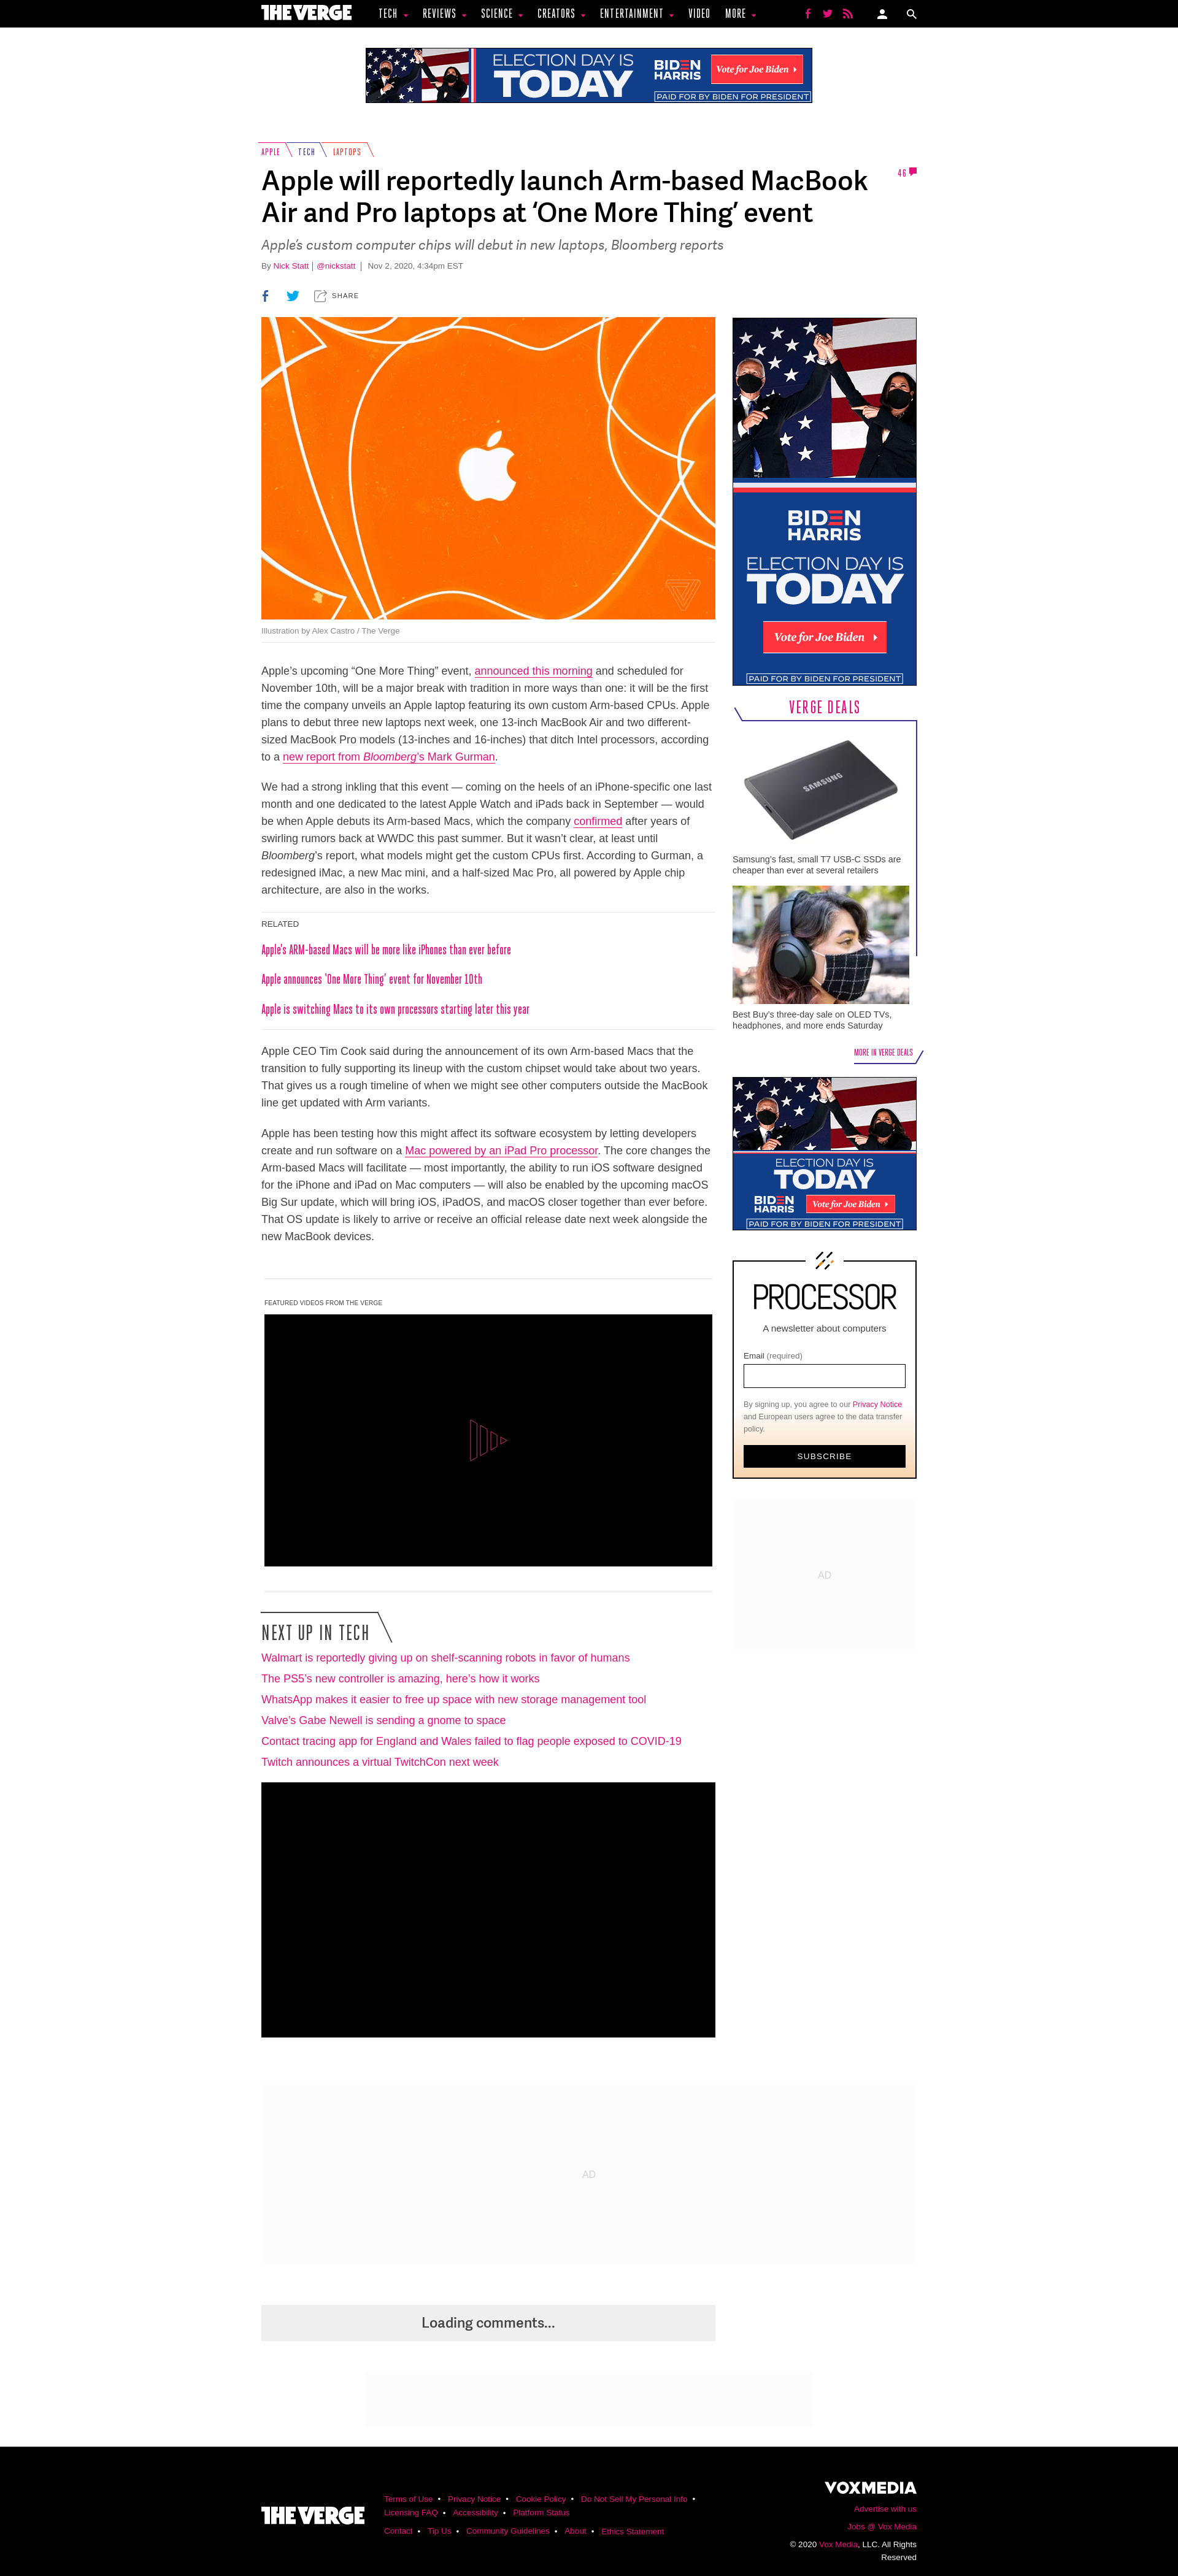 THE VERGE
TECH REVIEWS SCIENCE CREATORS ENTERTAINMENT VIDEO MORE
ELECTION DAY IS
TODAY
BIDEN
HARRIS
Vote for Joe Biden
PAID FOR BY BIDEN FOR PRESIDENT
APPLE TECH LAPTOPS
Apple will reportedly launch Arm-based MacBook
Air and Pro laptops at ‘One More Thing’ event
46
Apple’s custom computer chips will debut in new laptops, Bloomberg reports
By Nick Statt | @nickstatt | Nov 2, 2020, 4:34pm EST
SHARE
Illustration by Alex Castro / The Verge
Apple’s upcoming “One More Thing” event, announced this morning and scheduled for
November 10th, will be a major break with tradition in more ways than one: it will be the first
time the company unveils an Apple laptop featuring its own custom Arm-based CPUs. Apple
plans to debut three new laptops next week, one 13-inch MacBook Air and two different-
sized MacBook Pro models (13-inches and 16-inches) that ditch Intel processors, according
to a new report from Bloomberg’s Mark Gurman.
We had a strong inkling that this event — coming on the heels of an iPhone-specific one last
month and one dedicated to the latest Apple Watch and iPads back in September — would
be when Apple debuts its Arm-based Macs, which the company confirmed after years of
swirling rumors back at WWDC this past summer. But it wasn’t clear, at least until
Bloomberg’s report, what models might get the custom CPUs first. According to Gurman, a
redesigned iMac, a new Mac mini, and a half-sized Mac Pro, all powered by Apple chip
architecture, are also in the works.
RELATED
Apple’s ARM-based Macs will be more like iPhones than ever before
Apple announces ‘One More Thing’ event for November 10th
Apple is switching Macs to its own processors starting later this year
Apple CEO Tim Cook said during the announcement of its own Arm-based Macs that the
transition to fully supporting its lineup with the custom chipset would take about two years.
That gives us a rough timeline of when we might see other computers outside the MacBook
line get updated with Arm variants.
Apple has been testing how this might affect its software ecosystem by letting developers
create and run software on a Mac powered by an iPad Pro processor. The core changes the
Arm-based Macs will facilitate — most importantly, the ability to run iOS software designed
for the iPhone and iPad on Mac computers — will also be enabled by the upcoming macOS
Big Sur update, which will bring iOS, iPadOS, and macOS closer together than ever before.
That OS update is likely to arrive or receive an official release date next week alongside the
new MacBook devices.
FEATURED VIDEOS FROM THE VERGE
NEXT UP IN TECH
Walmart is reportedly giving up on shelf-scanning robots in favor of humans
The PS5’s new controller is amazing, here’s how it works
WhatsApp makes it easier to free up space with new storage management tool
Valve’s Gabe Newell is sending a gnome to space
Contact tracing app for England and Wales failed to flag people exposed to COVID-19
Twitch announces a virtual TwitchCon next week
BIDEN
HARRIS
ELECTION DAY IS
TODAY
Vote for Joe Biden
PAID FOR BY BIDEN FOR PRESIDENT
VERGE DEALS
SAMSUNG
Samsung’s fast, small T7 USB-C SSDs are
cheaper than ever at several retailers
Best Buy’s three-day sale on OLED TVs,
headphones, and more ends Saturday
MORE IN VERGE DEALS
ELECTION DAY IS
TODAY
BIDEN
HARRIS
Vote for Joe Biden
PAID FOR BY BIDEN FOR PRESIDENT
PROCESSOR
A newsletter about computers
Email (required)
By signing up, you agree to our Privacy Notice
and European users agree to the data transfer
policy.
SUBSCRIBE
AD
AD
Loading comments...
THE VERGE
Terms of Use • Privacy Notice • Cookie Policy • Do Not Sell My Personal Info •
Licensing FAQ • Accessibility • Platform Status
Contact • Tip Us • Community Guidelines • About • Ethics Statement
VOXMEDIA
Advertise with us
Jobs @ Vox Media
© 2020 Vox Media, LLC. All Rights
Reserved